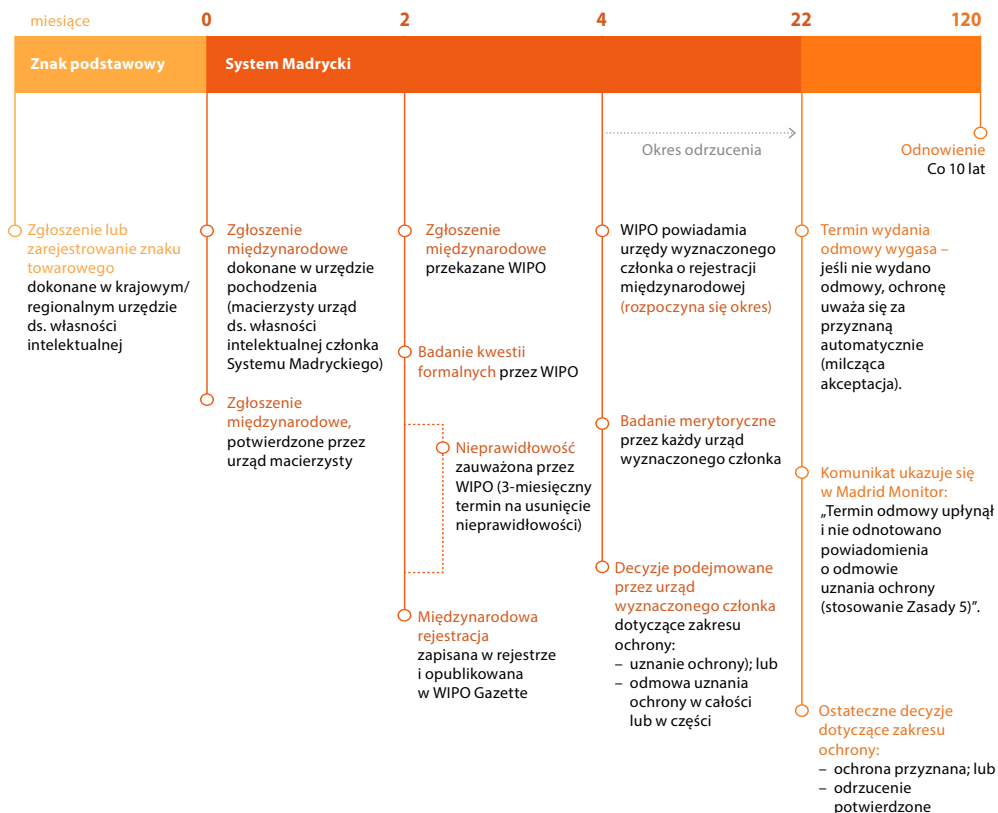 miesiące
0
2
4
22
120
Znak podstawowy
System Madrycki
Okres odrzucenia
Odnowienie
Co 10 lat
Zgłoszenie lub
zarejestrowanie znaku
towarowego
dokonane w krajowym/
regionalnym urzędzie
ds. własności
intelektualnej
Zgłoszenie
międzynarodowe
dokonane w urzędzie
pochodzenia
(macierzysty urząd
ds. własności
intelektualnej członka
Systemu Madryckiego)
Zgłoszenie
międzynarodowe,
potwierdzone przez
urząd macierzysty
Zgłoszenie
międzynarodowe
przekazane WIPO
Badanie kwestii
formalnych przez WIPO
Nieprawidłowość
zauważona przez
WIPO (3-miesięczny
termin na usunięcie
nieprawidłowości)
Międzynarodowa
rejestracja
zapisana w rejestrze
i opublikowana
w WIPO Gazette
WIPO powiadamia
urzędy wyznaczonego
członka o rejestracji
międzynarodowej
(rozpoczyna się okres)
Badanie merytoryczne
przez każdy urząd
wyznaczonego członka
Decyzje podejmowane
przez urząd
wyznaczonego członka
dotyczące zakresu
ochrony:
– uznanie ochrony); lub
– odmowa uznania
ochrony w całości
lub w części
Termin wydania
odmowy wygasa –
jeśli nie wydano
odmowy, ochronę
uważa się za
przyznaną
automatycznie
(milcząca
akceptacja).
Komunikat ukazuje się
w Madrid Monitor:
„Termin odmowy upłynął
i nie odnotowano
powiadomienia
o odmowie
uznania ochrony
(stosowanie Zasady 5)”.
Ostateczne decyzje
dotyczące zakresu
ochrony:
– ochrona przyznana; lub
– odrzucenie
potwierdzone